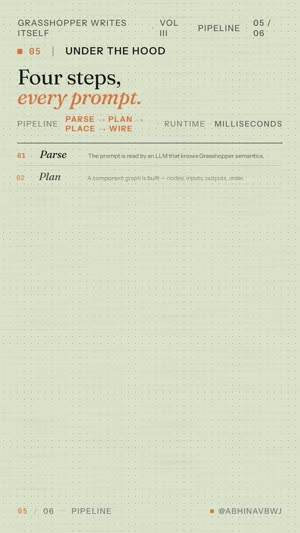 GRASSHOPPER WRITES ITSELF
VOL III
PIPELINE
05 / 06
05 | UNDER THE HOOD
Four steps,
every prompt.
PIPELINE PARSE → PLAN → PLACE → WIRE
RUNTIME MILLISECONDS
01 Parse The prompt is read by an LLM that knows Grasshopper semantics.
02 Plan A component graph is built — nodes, inputs, outputs, order.
05 / 06 PIPELINE
@ABHINAVBWJ